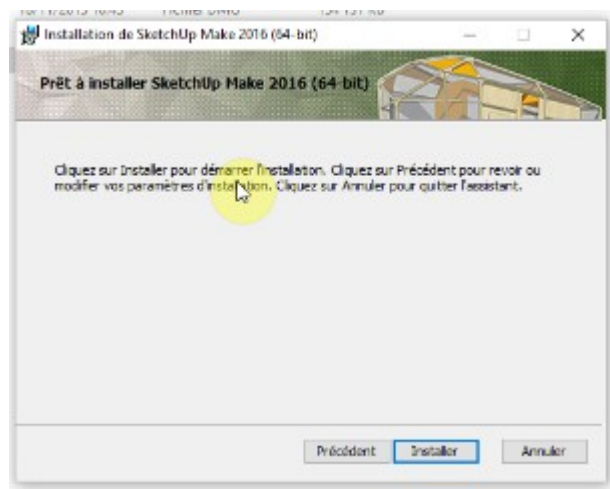 Installation de SketchUp Make 2016 (64-bit)
Prêt à installer SketchUp Make 2016 (64-bit)
Cliquez sur Installer pour démarrer l'installation. Cliquez sur Précédent pour revoir ou
modifier vos paramètres d'installation. Cliquez sur Annuler pour quitter l'assistant.
Précédent Installer Annuler